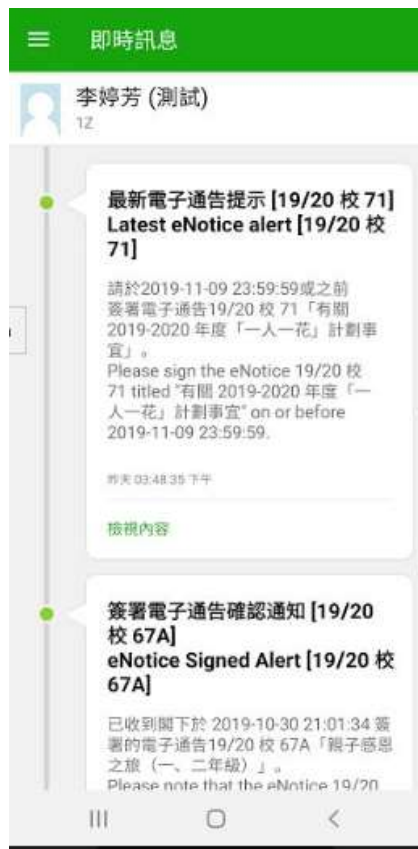 即時訊息
李婷芳 (測試)
1Z
最新電子通告提示 [19/20 校 71]
Latest eNotice alert [19/20 校
71]
請於2019-11-09 23:59:59或之前
簽署電子通告19/20 校 71「有關
2019-2020 年度「一人一花」計劃事
宜」。
Please sign the eNotice 19/20 校
71 titled "有關 2019-2020 年度「一
人一花」計劃事宜" on or before
2019-11-09 23:59:59.
昨天 03:48:35 下午
檢視內容
簽署電子通告確認通知 [19/20
校 67A]
eNotice Signed Alert [19/20 校
67A]
已收到閣下於 2019-10-30 21:01:34 簽
署的電子通告19/20 校 67A「親子感恩
之旅（一、二年級）」。
Please note that the eNotice 19/20